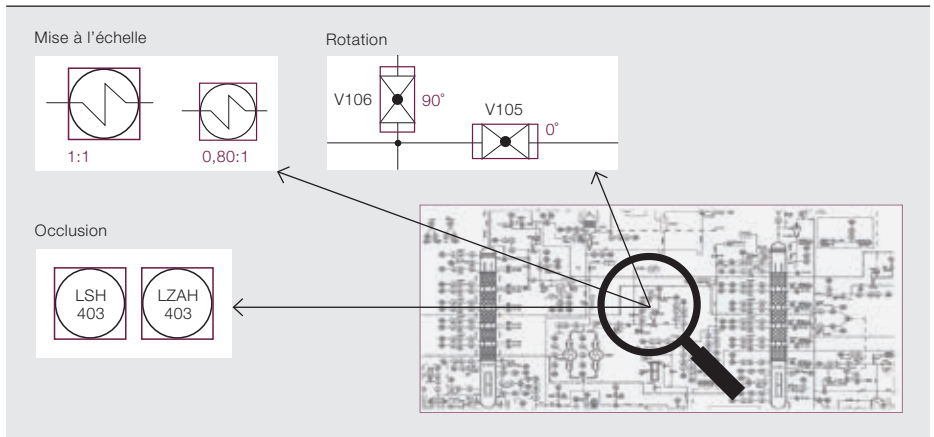 Mise à l’échelle
1:1
0,80:1
Rotation
V106
90°
V105
0°
Occlusion
LSH
403
LZAH
403